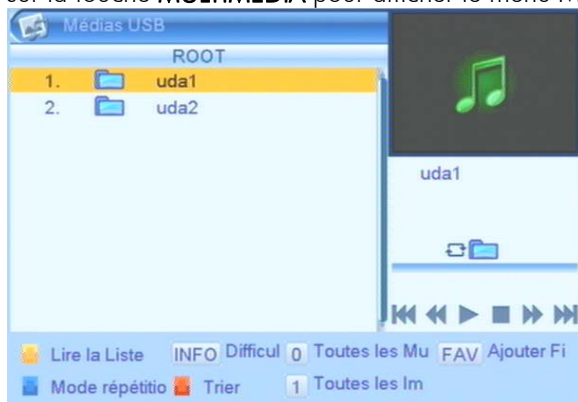 sur la touche MULTIMEDIA pour afficher le menu
Médias USB
ROOT
1. uda1
2. uda2
uda1
Lire la Liste INFO Difficul 0 Toutes les Mu FAV Ajouter Fi
Mode répétitio Trier 1 Toutes les Im